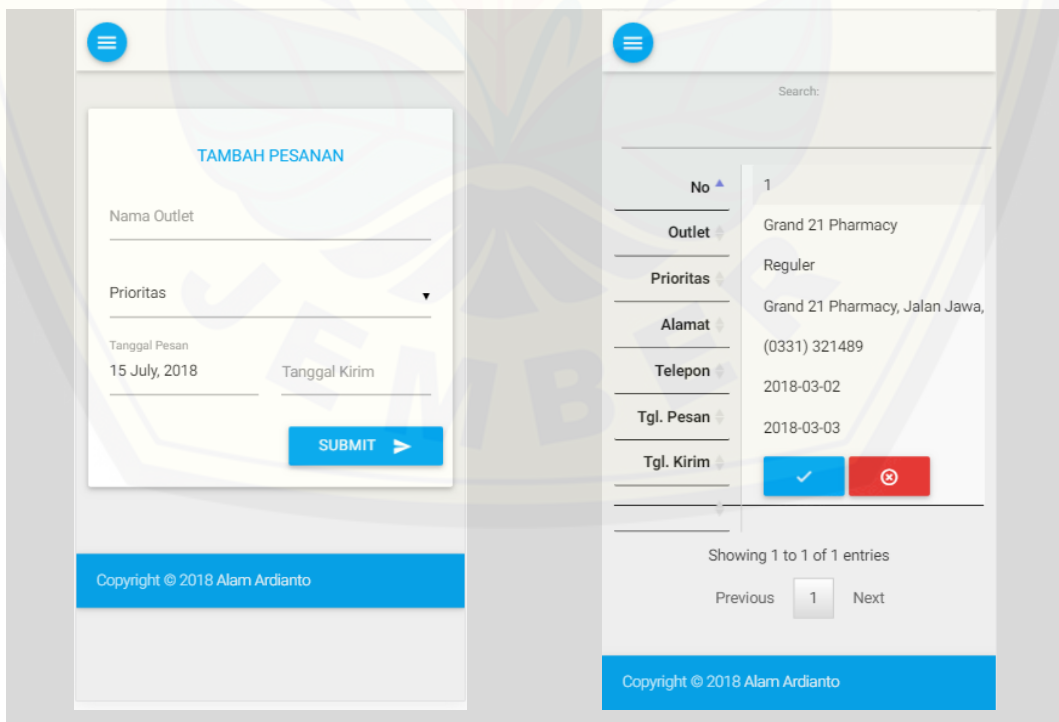 TAMBAH PESANAN
Nama Outlet
Prioritas
Tanggal Pesan
15 July, 2018
Tanggal Kirim
SUBMIT
Copyright © 2018 Alam Ardianto
Search:
No 1
Outlet Grand 21 Pharmacy
Prioritas Reguler
Alamat Grand 21 Pharmacy, Jalan Jawa,
Telepon (0331) 321489
Tgl. Pesan 2018-03-02
Tgl. Kirim 2018-03-03
Showing 1 to 1 of 1 entries
Previous 1 Next
Copyright © 2018 Alam Ardianto
JEMBER